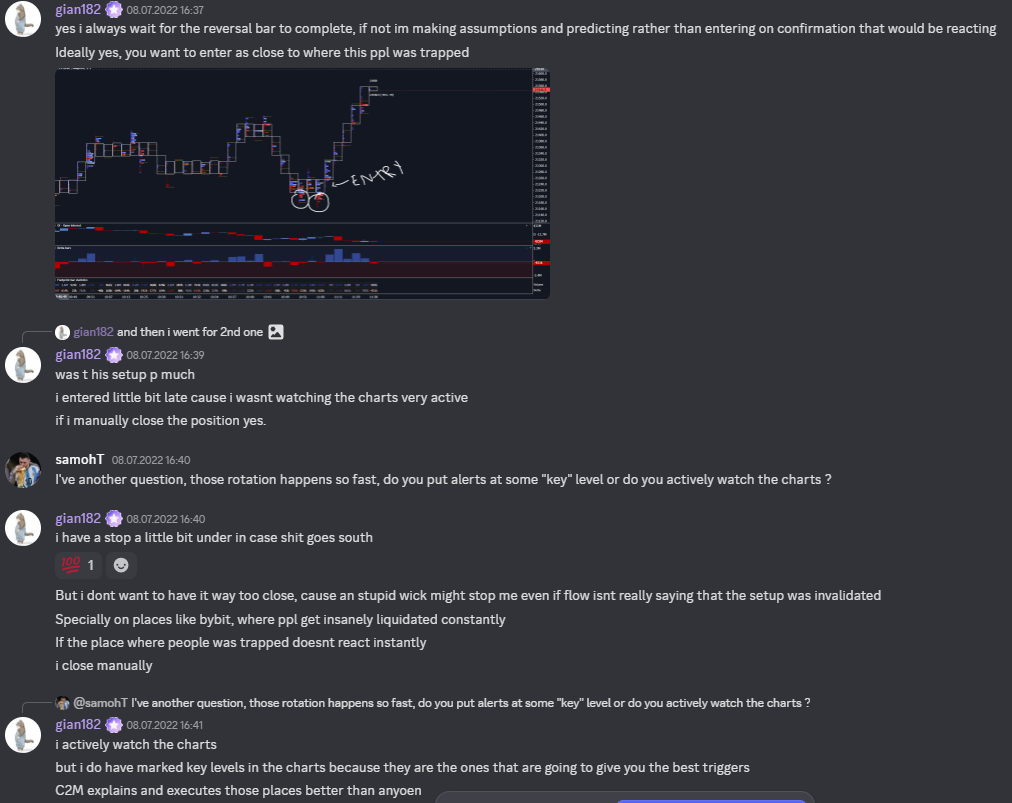 gian182 08.07.2022 16:37
yes i always wait for the reversal bar to complete, if not im making assumptions and predicting rather than entering on confirmation that would be reacting
Ideally yes, you want to enter as close to where this ppl was trapped
ENTRY
gian182 and then i went for 2nd one
gian182 08.07.2022 16:39
was t his setup p much
i entered little bit late cause i wasnt watching the charts very active
if i manually close the position yes.
samohT 08.07.2022 16:40
I've another question, those rotation happens so fast, do you put alerts at some "key" level or do you actively watch the charts ?
gian182 08.07.2022 16:40
i have a stop a little bit under in case shit goes south
100 1
But i dont want to have it way too close, cause an stupid wick might stop me even if flow isnt really saying that the setup was invalidated
Specially on places like bybit, where ppl get insanely liquidated constantly
If the place where people was trapped doesnt react instantly
i close manually
@samohT I've another question, those rotation happens so fast, do you put alerts at some "key" level or do you actively watch the charts ?
gian182 08.07.2022 16:41
i actively watch the charts
but i do have marked key levels in the charts because they are the ones that are going to give you the best triggers
C2M explains and executes those places better than anyoen